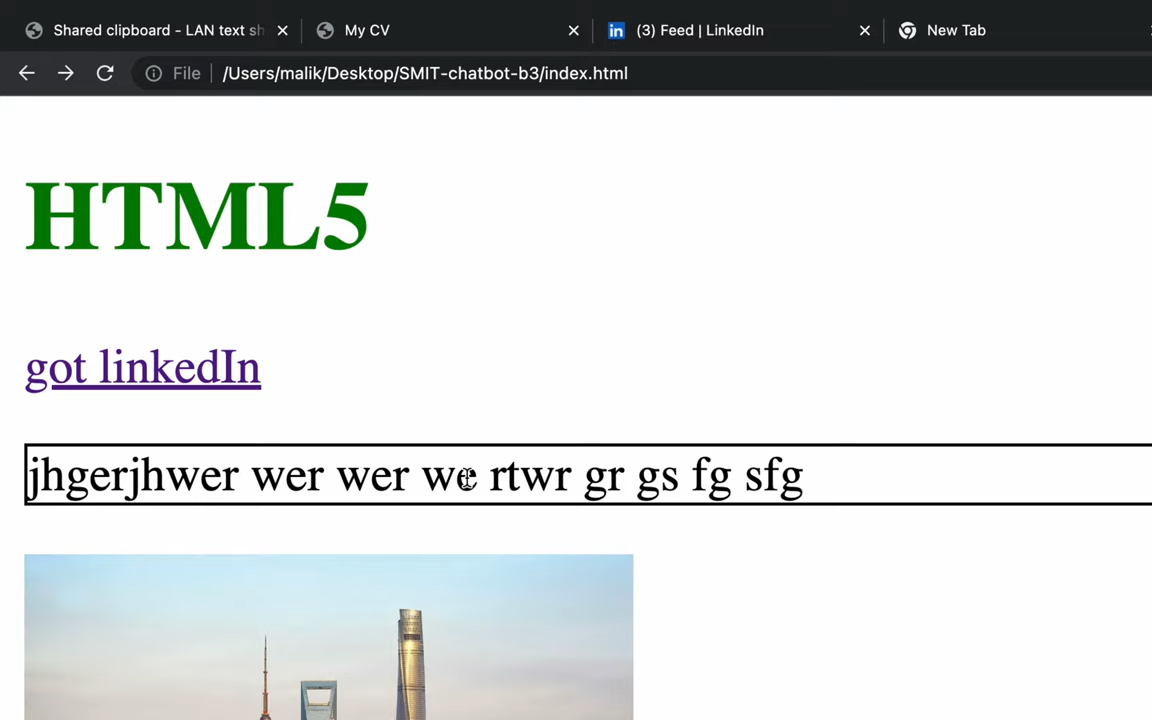 Shared clipboard - LAN text sh
My CV
(3) Feed | LinkedIn
New Tab
File
/Users/malik/Desktop/SMIT-chatbot-b3/index.html
HTML5
got linkedIn
jhgerjhwer wer wer we rtwr gr gs fg sfg